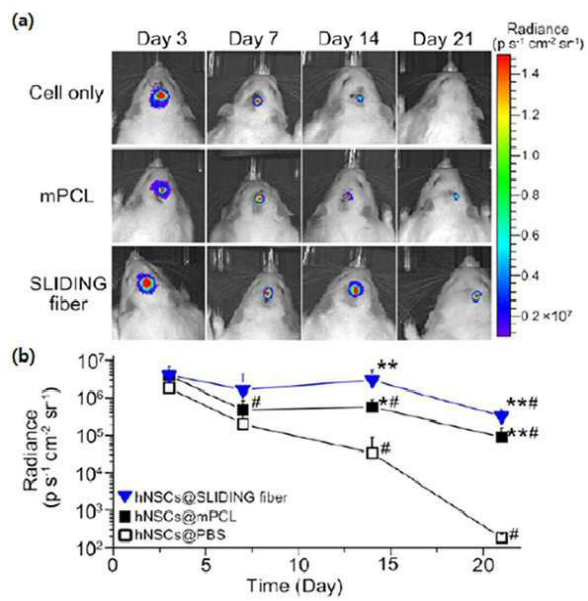 (a)
Radiance
(p s⁻¹ cm⁻² sr⁻¹)
Day 3 Day 7 Day 14 Day 21
Cell only
mPCL
SLIDING
fiber
1.4
1.2
1.0
0.8
0.6
0.4
0.2 ×10⁷
(b)
Radiance
(p s⁻¹ cm⁻² sr⁻¹)
10⁷
10⁶
10⁵
10⁴
10³
10²
**
#
*#
**#
**#
#
#
hNSCs@SLIDING fiber
hNSCs@mPCL
hNSCs@PBS
0 5 10 15 20
Time (Day)